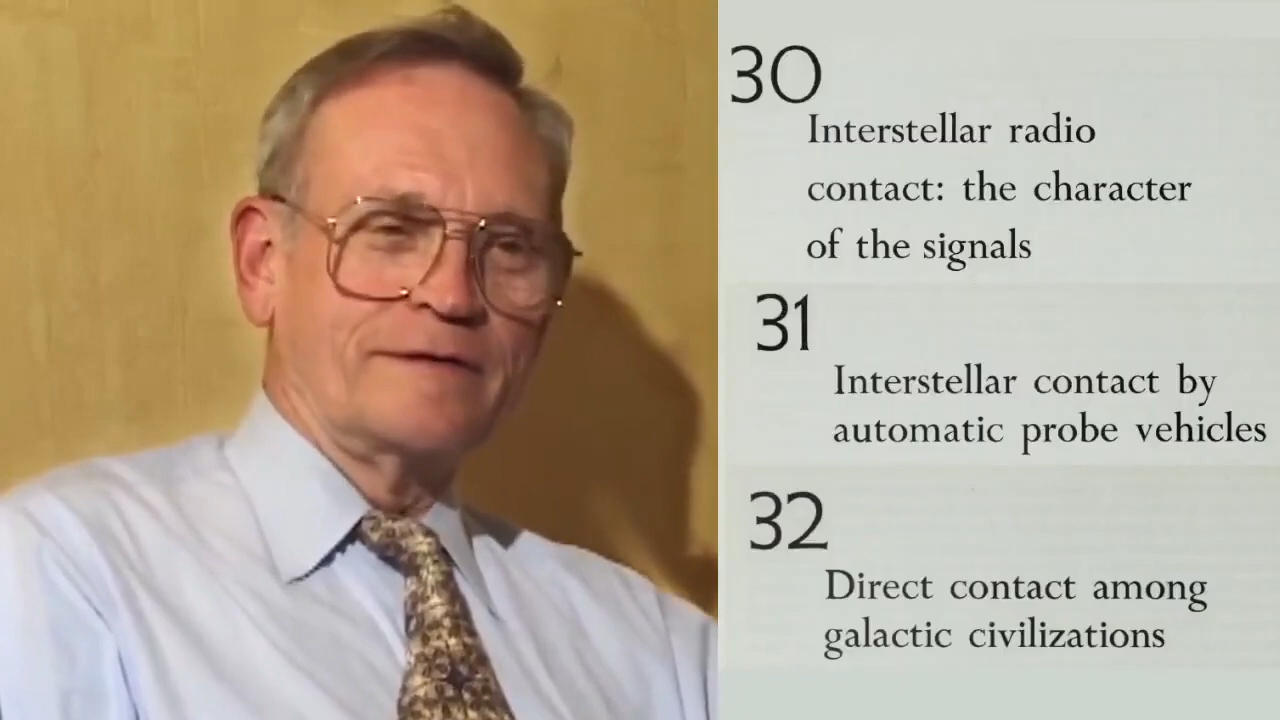 30
Interstellar radio
contact: the character
of the signals
31
Interstellar contact by
automatic probe vehicles
32
Direct contact among
galactic civilizations